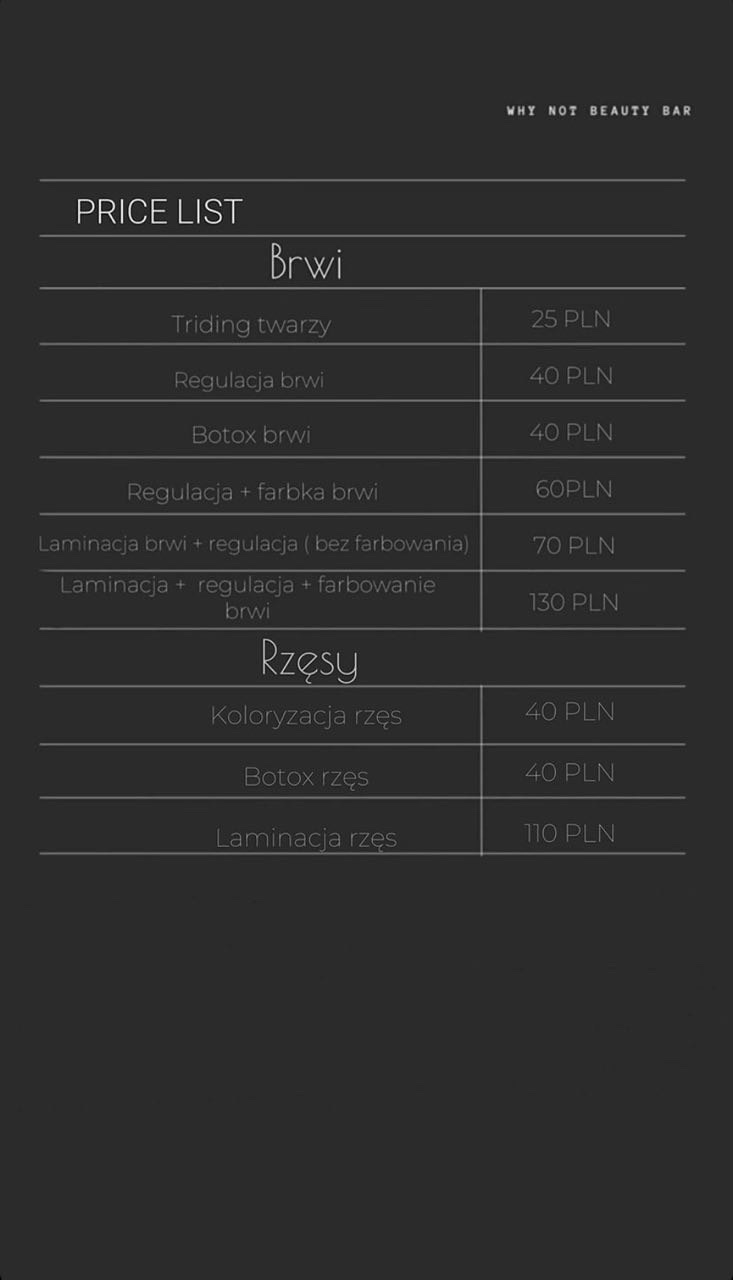 WHY NOT BEAUTY BAR
PRICE LIST
Brwi
Triding twarzy 25 PLN
Regulacja brwi 40 PLN
Botox brwi 40 PLN
Regulacja + farbka brwi 60PLN
Laminacja brwi + regulacja ( bez farbowania) 70 PLN
Laminacja + regulacja + farbowanie
brwi 130 PLN
Rzęsy
Koloryzacja rzęs 40 PLN
Botox rzęs 40 PLN
Laminacja rzęs 110 PLN